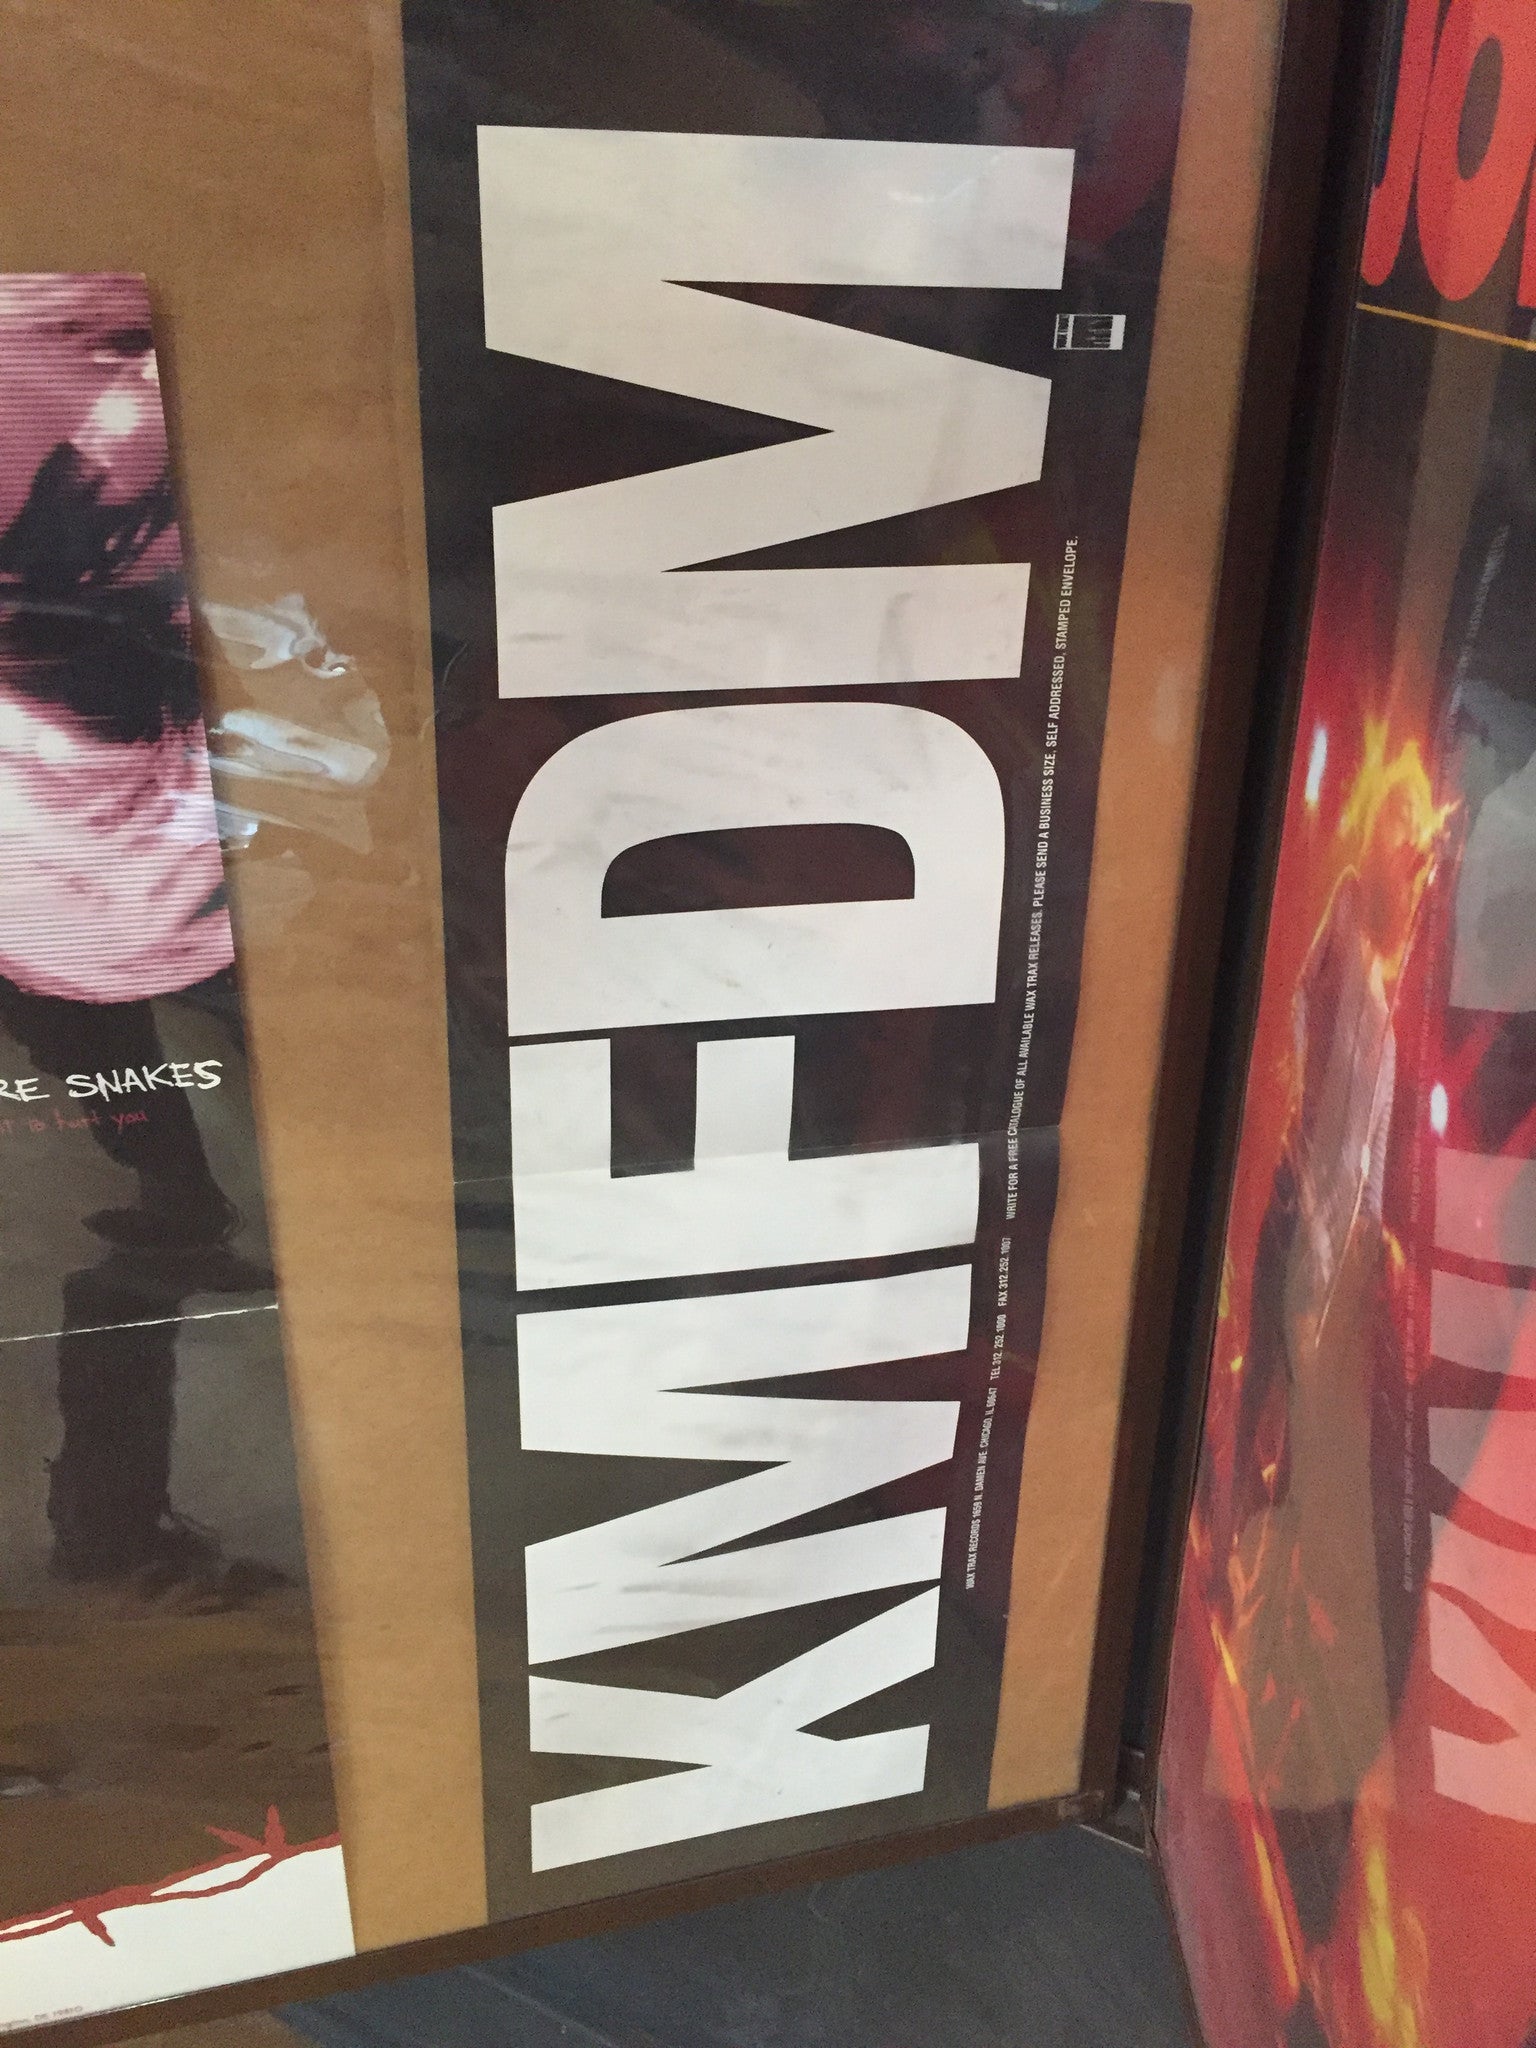 RE SNAKES
KMFDM
WAX TRAX RECORDS 1659 N. DAMEN AVE. CHICAGO, IL 60647 TEL 312. 252. 1000 FAX 312.252.1007 WRITE FOR A FREE CATALOGUE OF ALL AVAILABLE WAX TRAX RELEASES. PLEASE SEND A BUSINESS SIZE, SELF ADDRESSED, STAMPED ENVELOPE.
JO